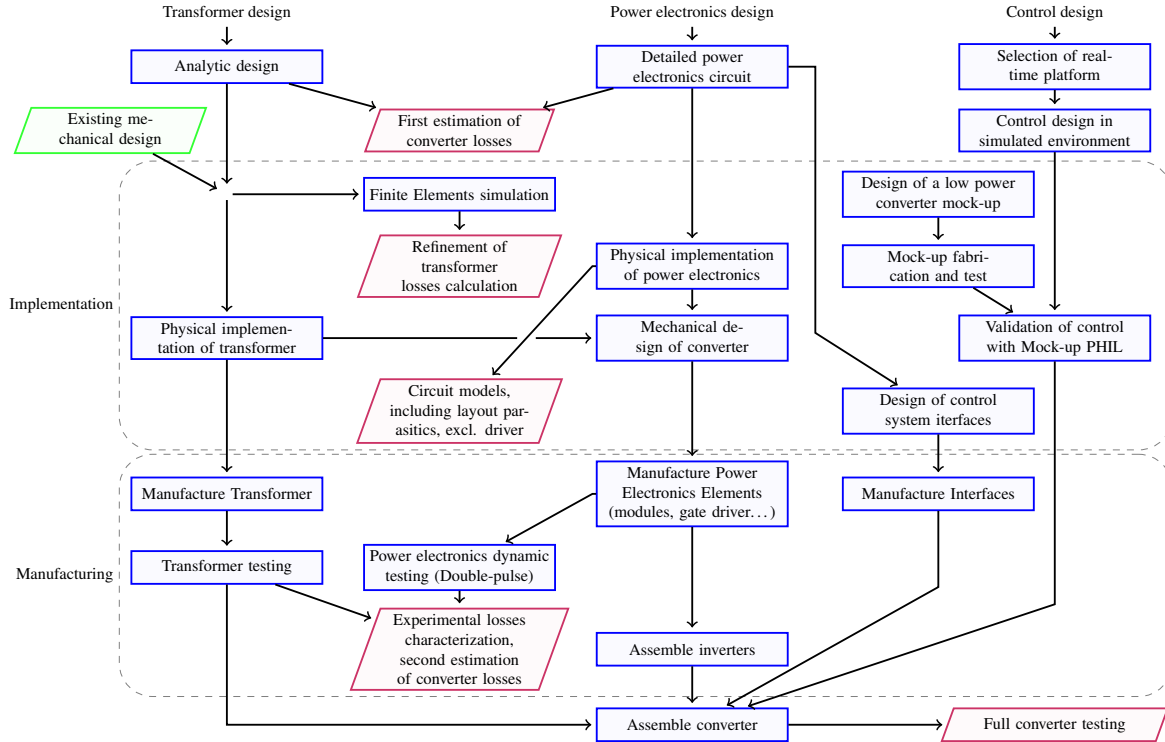 Transformer design
Power electronics design
Control design
Analytic design
Detailed power
electronics circuit
Selection of real-
time platform
Existing me-
chanical design
First estimation of
converter losses
Control design in
simulated environment
Finite Elements simulation
Design of a low power
converter mock-up
Refinement of
transformer
losses calculation
Physical implementation
of power electronics
Mock-up fabri-
cation and test
Implementation
Physical implemen-
tation of transformer
Mechanical de-
sign of converter
Validation of control
with Mock-up PHIL
Circuit models,
including layout par-
asitics, excl. driver
Design of control
system iterfaces
Manufacture Transformer
Manufacture Power
Electronics Elements
(modules, gate driver...)
Manufacture Interfaces
Manufacturing
Transformer testing
Power electronics dynamic
testing (Double-pulse)
Experimental losses
characterization,
second estimation
of converter losses
Assemble inverters
Assemble converter
Full converter testing